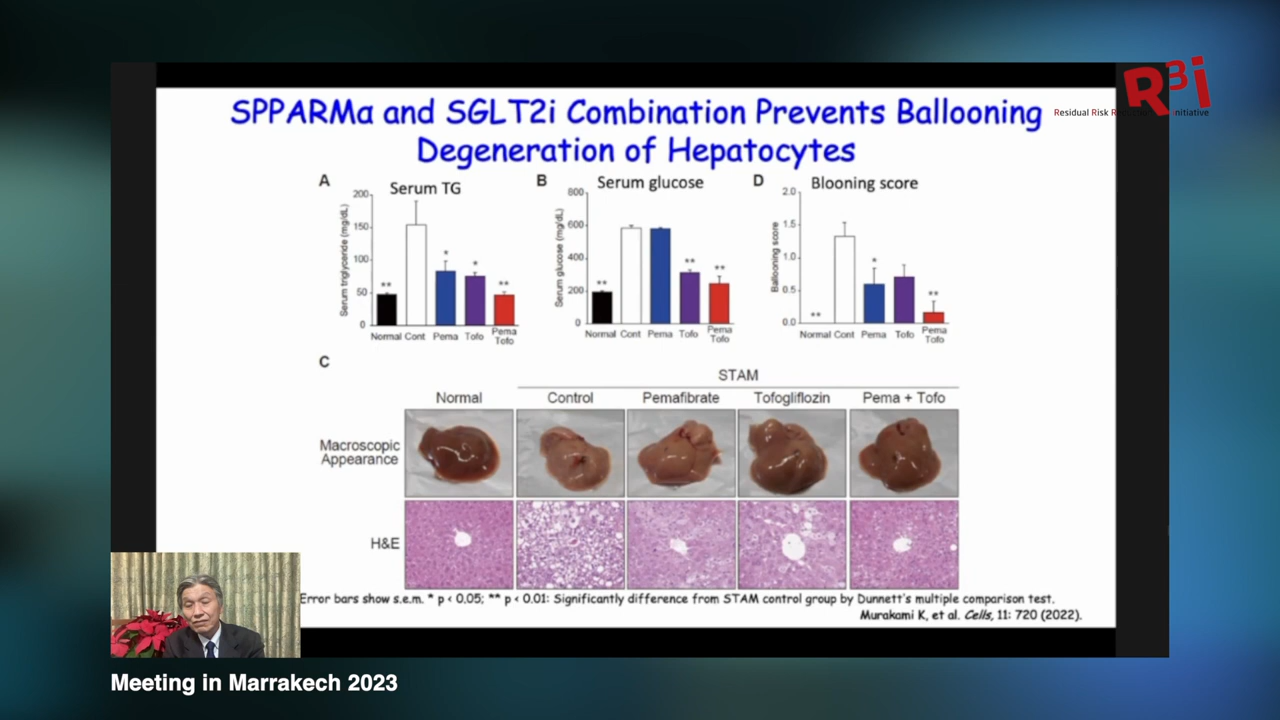 R3i
Residual Risk R
nitiative
SPPARMα and SGLT2i Combination Prevents Ballooning
Degeneration of Hepatocytes
A
Serum TG
Serum triglyceride (mg/dL)
200
150
100
50
0
**
*
*
**
Normal Cont Pema Tofo Pema Tofo
B
Serum glucose
Serum glucose (mg/dL)
800
600
400
200
0
**
**
**
Normal Cont Pema Tofo Pema Tofo
D
Blooning score
Ballooning score
2.0
1.5
1.0
0.5
0.0
**
*
**
Normal Cont Pema Tofo Pema Tofo
C
STAM
Normal Control Pemafibrate Tofogliflozin Pema + Tofo
Macroscopic
Appearance
H&E
Error bars show s.e.m. * p < 0.05; ** p < 0.01: Significantly difference from STAM control group by Dunnett's multiple comparison test.
Murakami K, et al. Cells, 11: 720 (2022).
Meeting in Marrakech 2023